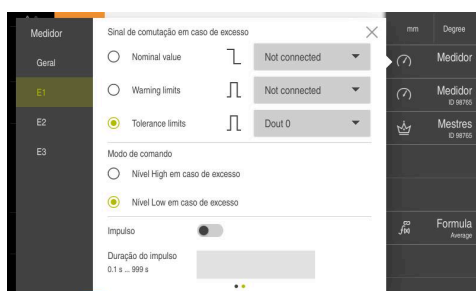 Medidor
Geral
E1
E2
E3
Sinal de comutação em caso de excesso
Nominal value
Not connected
Warning limits
Not connected
Tolerance limits
Dout 0
Modo de comando
Nível High em caso de excesso
Nível Low em caso de excesso
Impulso
Duração do impulso
0.1 s ... 999 s
mm
Degree
Medidor
Medidor
ID 98765
Mestres
ID 98765
f(x)
Formula
Average